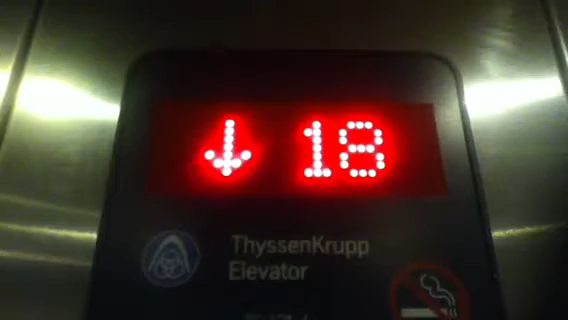 ↓ 18
ThyssenKrupp
Elevator